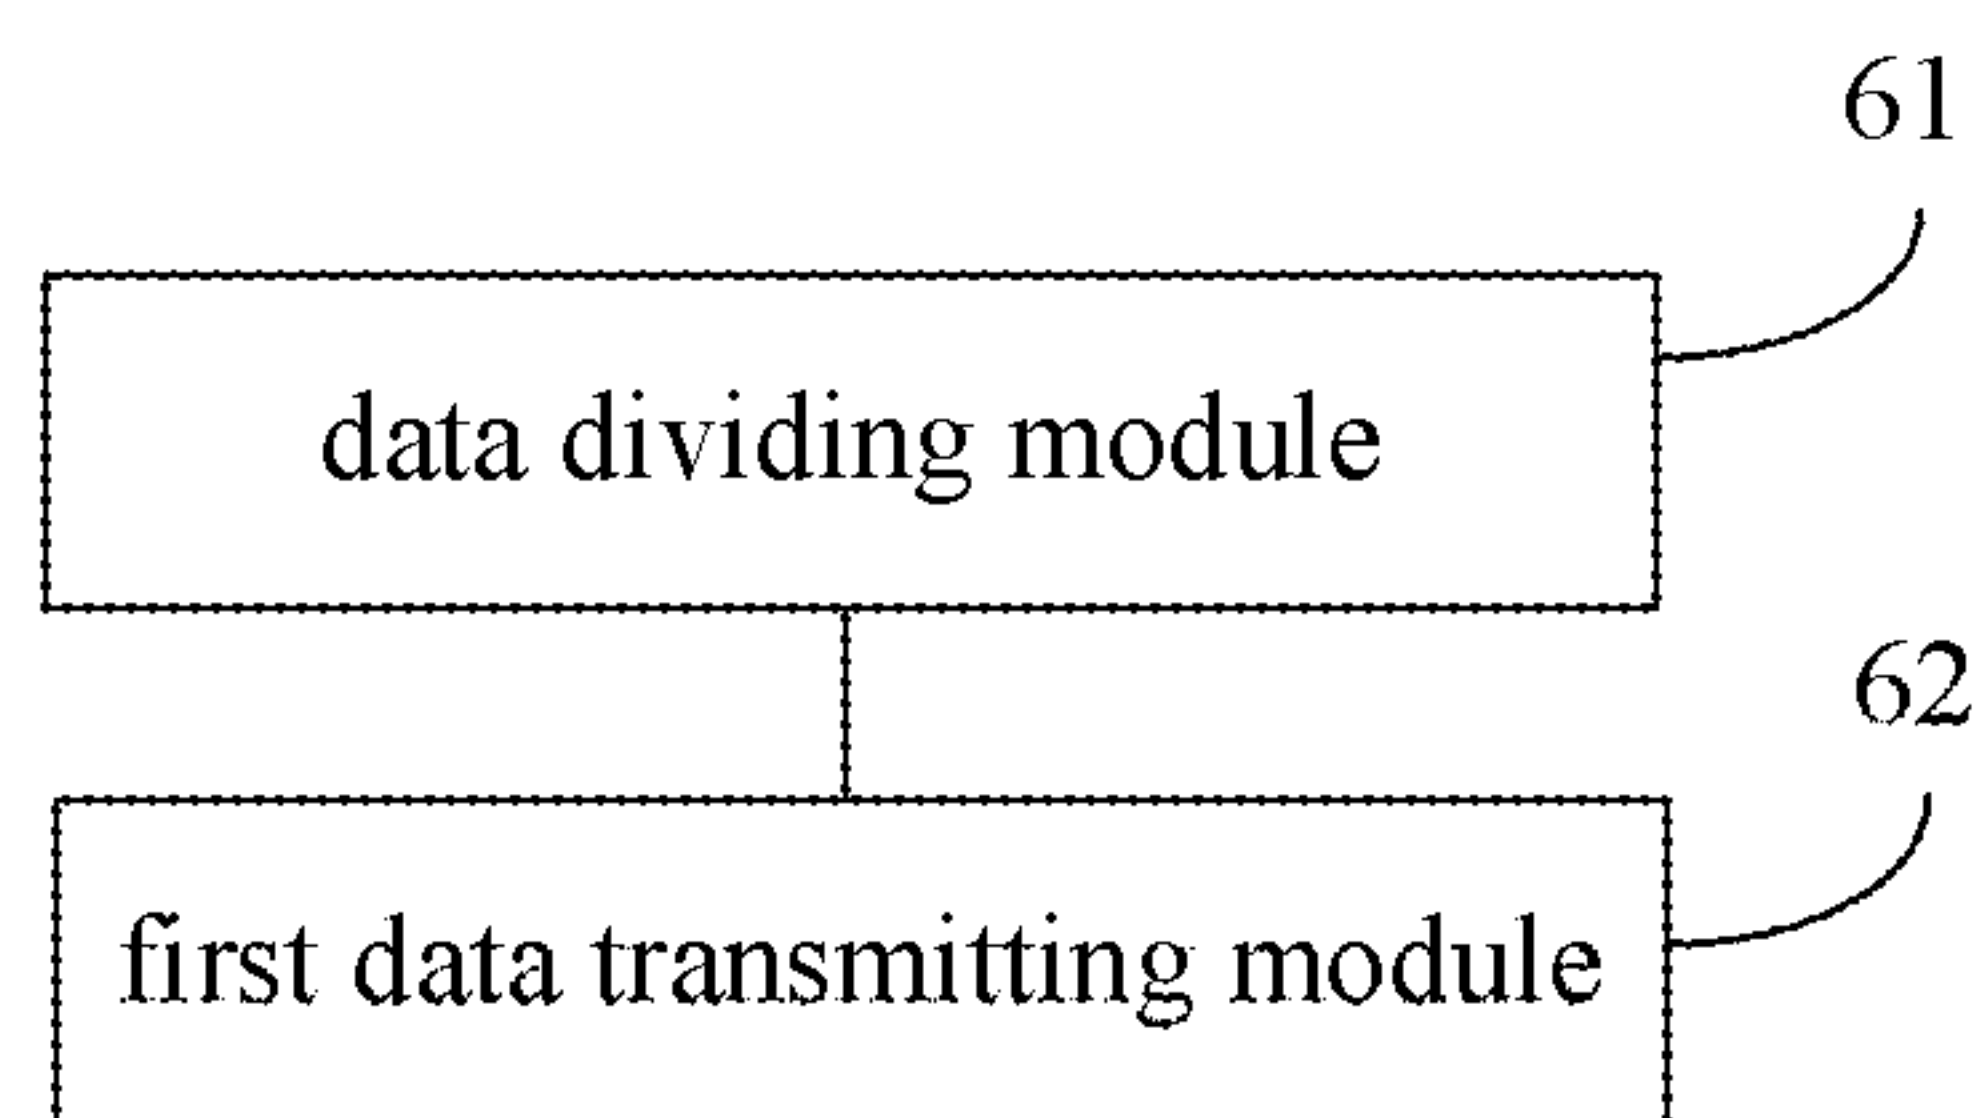 61
data dividing module
62
first data transmitting module